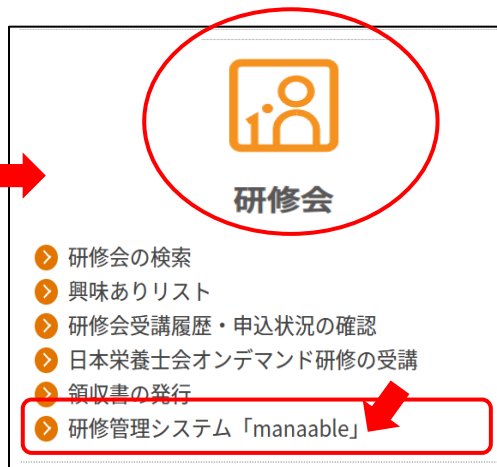 研修会
研修会の検索
興味ありリスト
研修会受講履歴・申込状況の確認
日本栄養士会オンデマンド研修の受講
領収書の発行
研修管理システム「manaable」